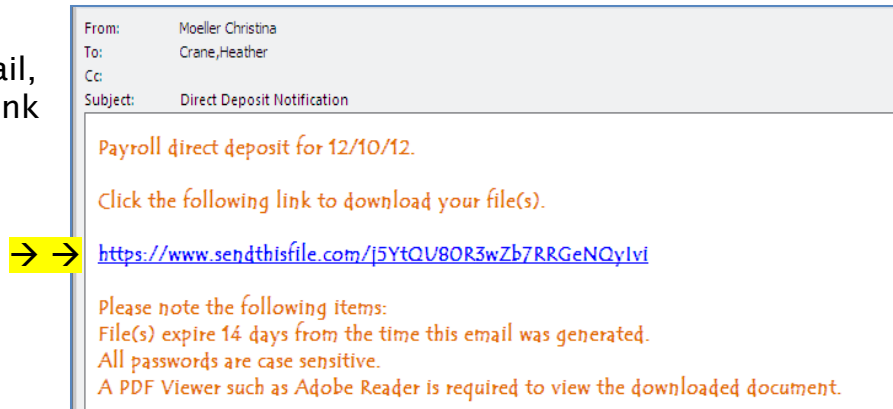 From: Moeller Christina
To: Crane,Heather
Cc:
Subject: Direct Deposit Notification
ail,
nk
Payroll direct deposit for 12/10/12.
Click the following link to download your file(s).
→ → https://www.sendthisfile.com/j5YtQU8OR3wZb7RRGeNQyIvi
Please note the following items:
File(s) expire 14 days from the time this email was generated.
All passwords are case sensitive.
A PDF Viewer such as Adobe Reader is required to view the downloaded document.